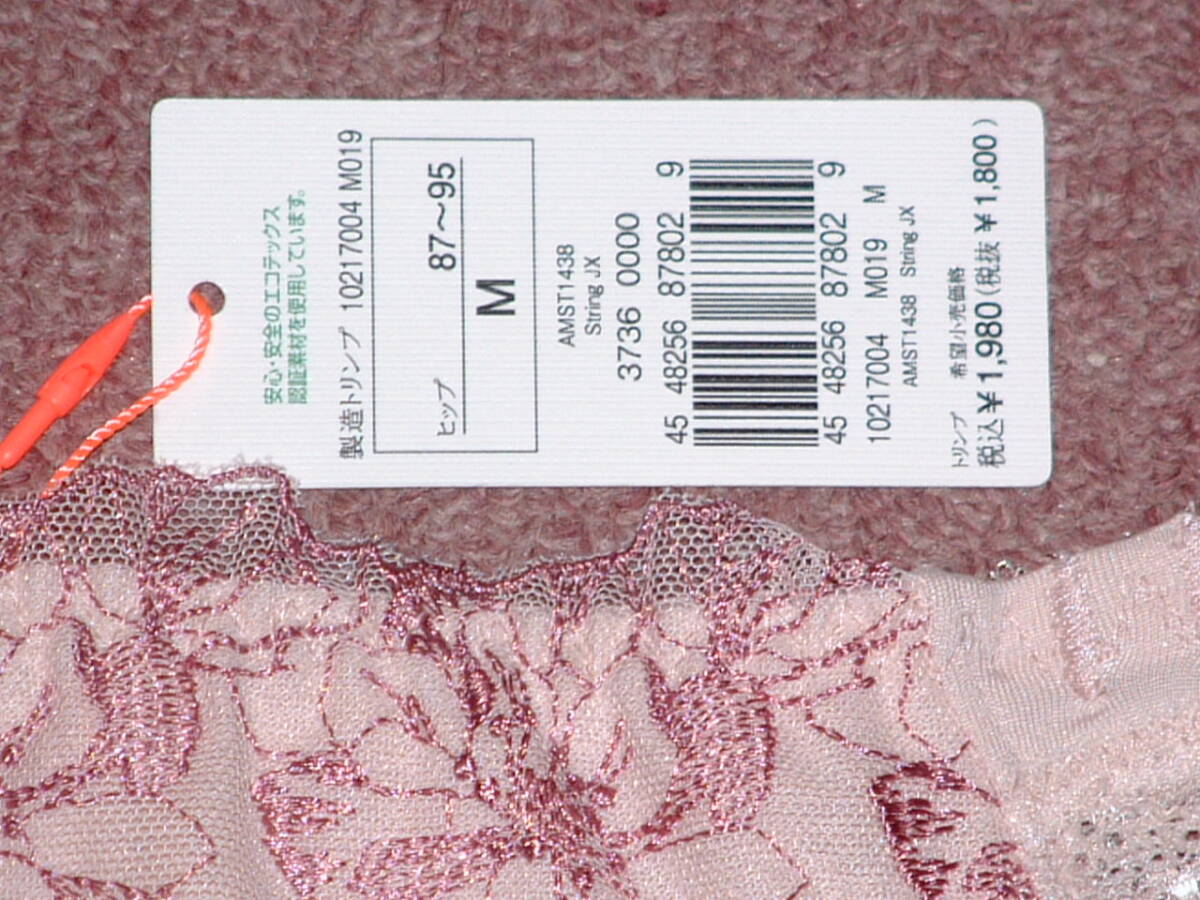 安心・安全のエコテックス
認証素材を使用しています。
製造トリンプ 10217004 M019
ヒップ 87～95
M
AMST1438
String JX
3736 0000
45 48256 87802 9
45 48256 87802 9
10217004 M019 M
AMST1438 String JX
トリンプ 希望小売価格
税込¥1,980(税抜 ¥1,800)